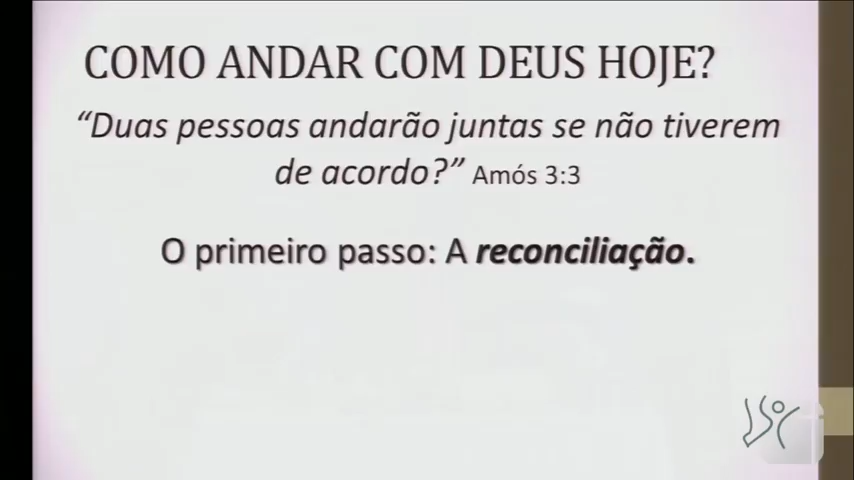 COMO ANDAR COM DEUS HOJE?
“Duas pessoas andarão juntas se não tiverem
de acordo?” Amós 3:3
O primeiro passo: A reconciliação.